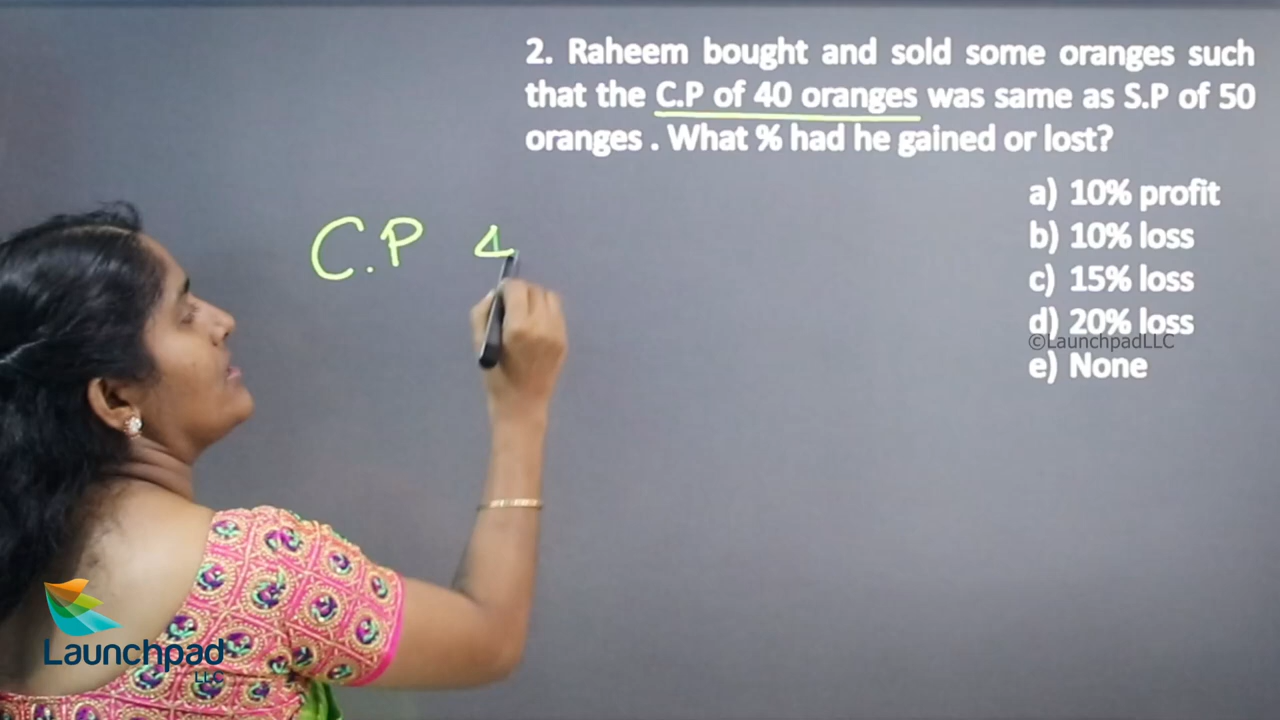 2. Raheem bought and sold some oranges such
that the C.P of 40 oranges was same as S.P of 50
oranges . What % had he gained or lost?
a) 10% profit
b) 10% loss
c) 15% loss
d) 20% loss
©LaunchpadLLC
e) None
C.P 4
Launchpad
LLC